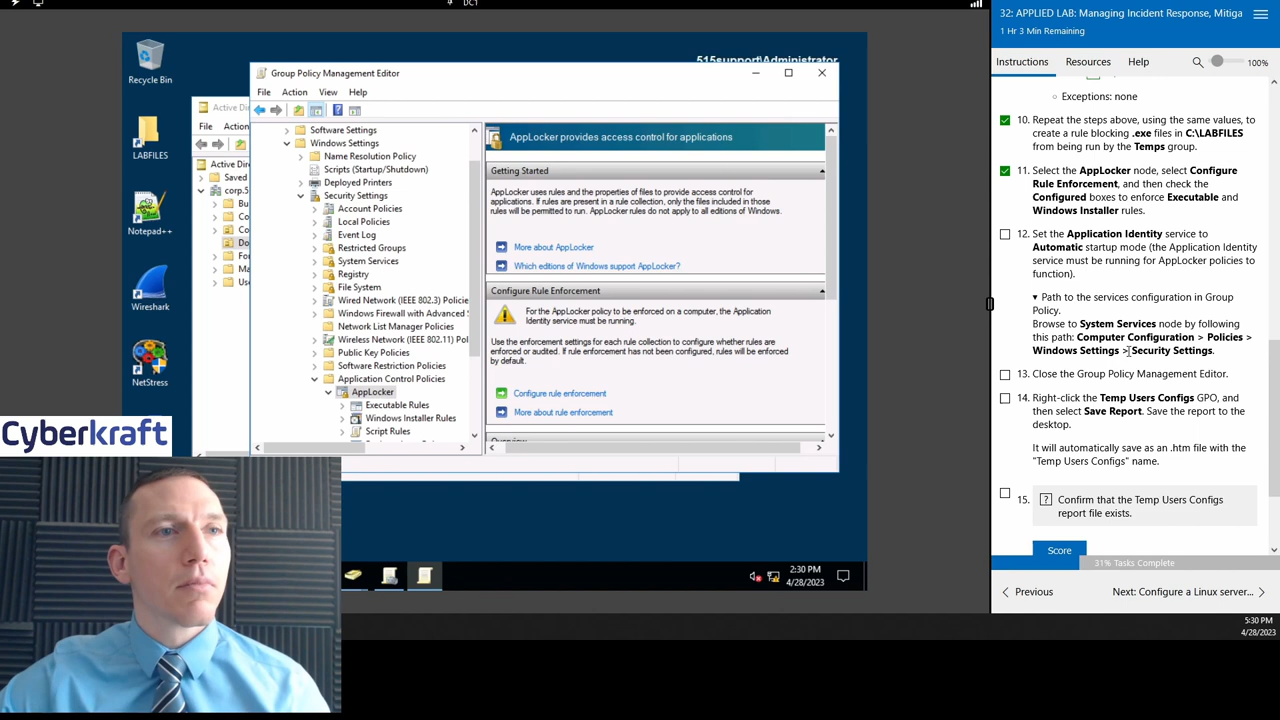 DC1
515support\Administrator
Recycle Bin
LABFILES
Notepad++
Wireshark
NetStress
Active Dir
File
Action
Active Dire
Saved
corp.5
Bu
Co
Do
For
Ma
Use
Group Policy Management Editor
File Action View Help
Software Settings
Windows Settings
Name Resolution Policy
Scripts (Startup/Shutdown)
Deployed Printers
Security Settings
Account Policies
Local Policies
Event Log
Restricted Groups
System Services
Registry
File System
Wired Network (IEEE 802.3) Policie
Windows Firewall with Advanced S
Network List Manager Policies
Wireless Network (IEEE 802.11) Pol
Public Key Policies
Software Restriction Policies
Application Control Policies
AppLocker
Executable Rules
Windows Installer Rules
Script Rules
AppLocker provides access control for applications
Getting Started
AppLocker uses rules and the properties of files to provide access control for
applications. If rules are present in a rule collection, only the files included in those
rules will be permitted to run. AppLocker rules do not apply to all editions of Windows.
More about AppLocker
Which editions of Windows support AppLocker?
Configure Rule Enforcement
For the AppLocker policy to be enforced on a computer, the Application
Identity service must be running.
Use the enforcement settings for each rule collection to configure whether rules are
enforced or audited. If rule enforcement has not been configured, rules will be enforced
by default.
Configure rule enforcement
More about rule enforcement
Overview
2:30 PM
4/28/2023
Cyberkraft
32: APPLIED LAB: Managing Incident Response, Mitiga
1 Hr 3 Min Remaining
Instructions Resources Help 100%
Exceptions: none
10. Repeat the steps above, using the same values, to
create a rule blocking .exe files in C:\LABFILES
from being run by the Temps group.
11. Select the AppLocker node, select Configure
Rule Enforcement, and then check the
Configured boxes to enforce Executable and
Windows Installer rules.
12. Set the Application Identity service to
Automatic startup mode (the Application Identity
service must be running for AppLocker policies to
function).
Path to the services configuration in Group
Policy.
Browse to System Services node by following
this path: Computer Configuration > Policies >
Windows Settings > Security Settings.
13. Close the Group Policy Management Editor.
14. Right-click the Temp Users Configs GPO, and
then select Save Report. Save the report to the
desktop.
It will automatically save as an .htm file with the
"Temp Users Configs" name.
15. ? Confirm that the Temp Users Configs
report file exists.
Score
31% Tasks Complete
Previous Next: Configure a Linux server...
5:30 PM
4/28/2023